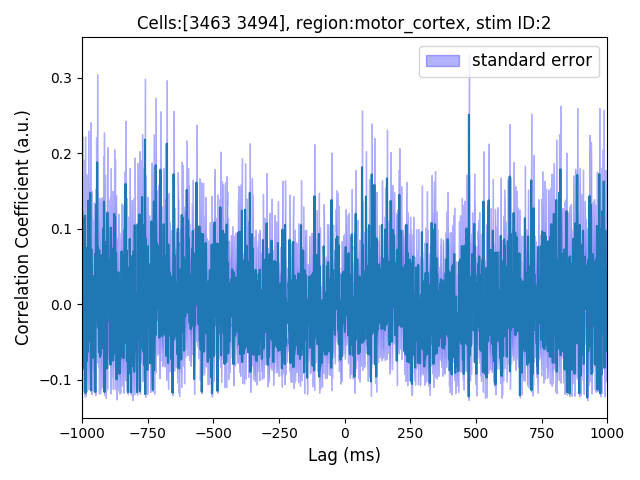 Cells:[3463 3494], region:motor_cortex, stim ID:2
standard error
Correlation Coefficient (a.u.)
0.3
0.2
0.1
0.0
−0.1
−1000 −750 −500 −250 0 250 500 750 1000
Lag (ms)